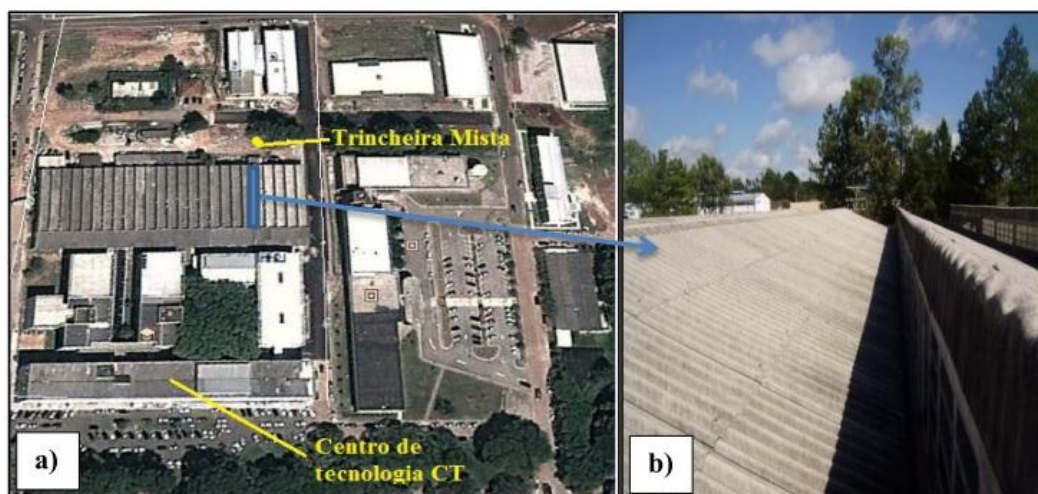 Trincheira Mista
Centro de
tecnologia CT
a)
b)